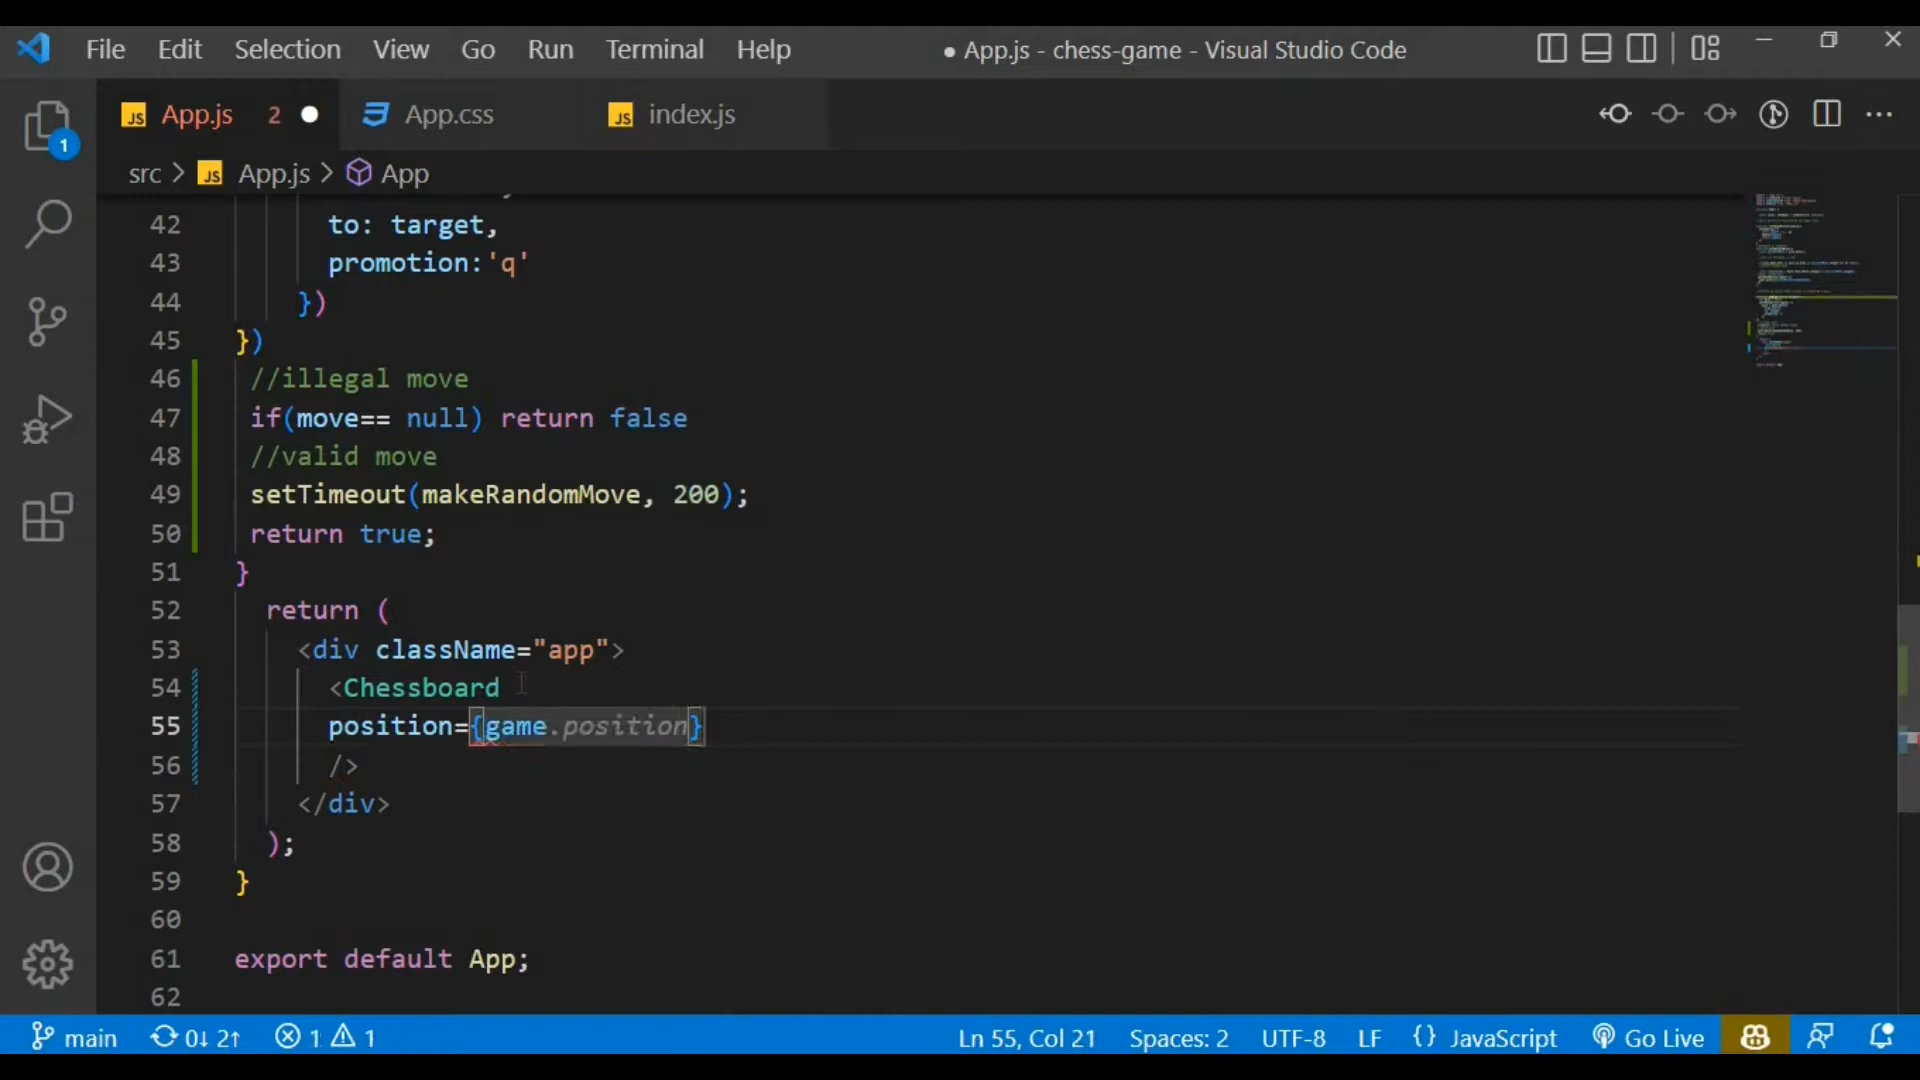 File Edit Selection View Go Run Terminal Help ● App.js - chess-game - Visual Studio Code
JS App.js 2 ● App.css JS index.js
1
src > JS App.js > App
42 to: target,
43 promotion:'q'
44 })
45 })
46 //illegal move
47 if(move== null) return false
48 //valid move
49 setTimeout(makeRandomMove, 200);
50 return true;
51 }
52 return (
53 <div className="app">
54 <Chessboard
55 position={game.position}
56 />
57 </div>
58 );
59 }
60
61 export default App;
62
main 0↓ 2↑ 1 1 Ln 55, Col 21 Spaces: 2 UTF-8 LF {} JavaScript Go Live